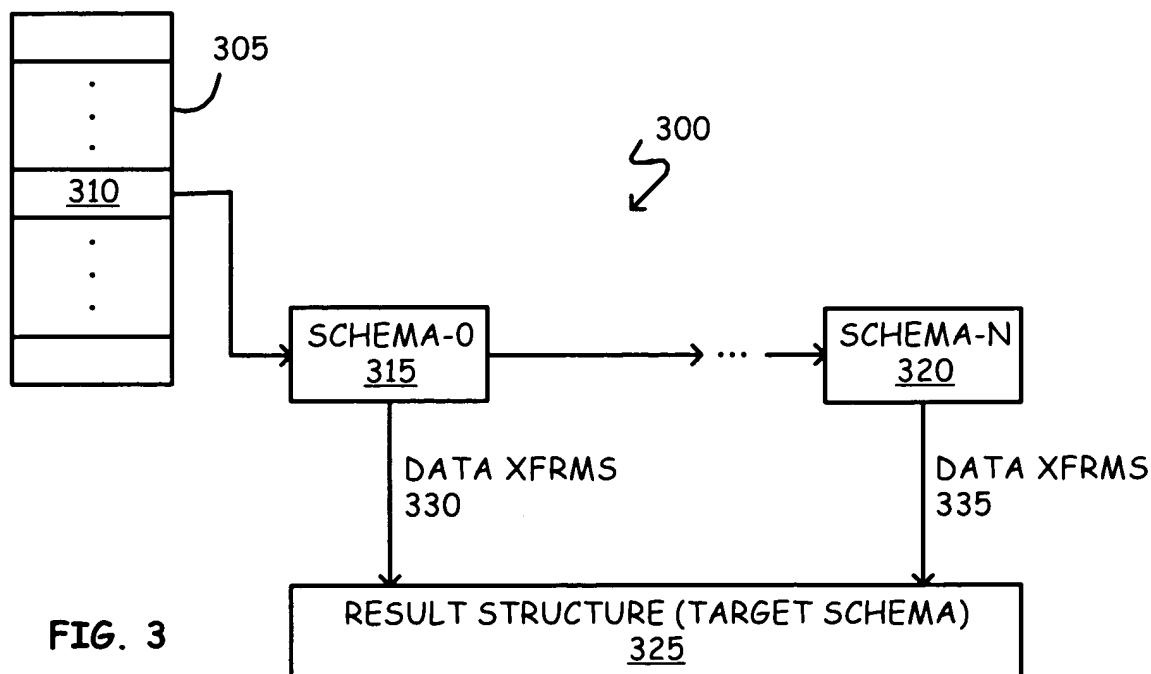 305
300
310
SCHEMA-0
315
...
SCHEMA-N
320
DATA XFRMS
330
DATA XFRMS
335
RESULT STRUCTURE (TARGET SCHEMA)
325
FIG. 3